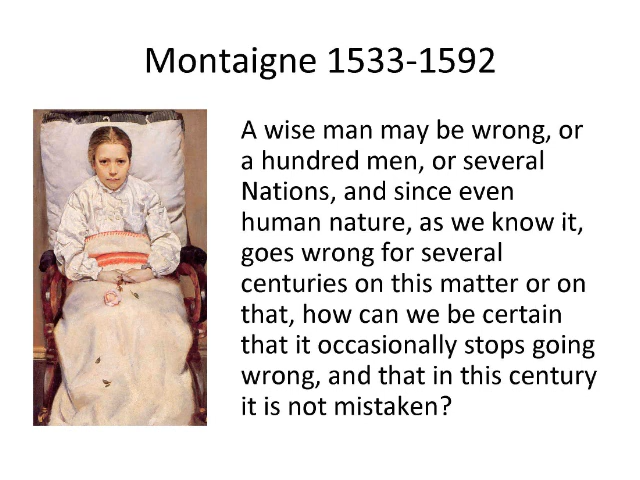 Montaigne 1533-1592
A wise man may be wrong, or
a hundred men, or several
Nations, and since even
human nature, as we know it,
goes wrong for several
centuries on this matter or on
that, how can we be certain
that it occasionally stops going
wrong, and that in this century
it is not mistaken?